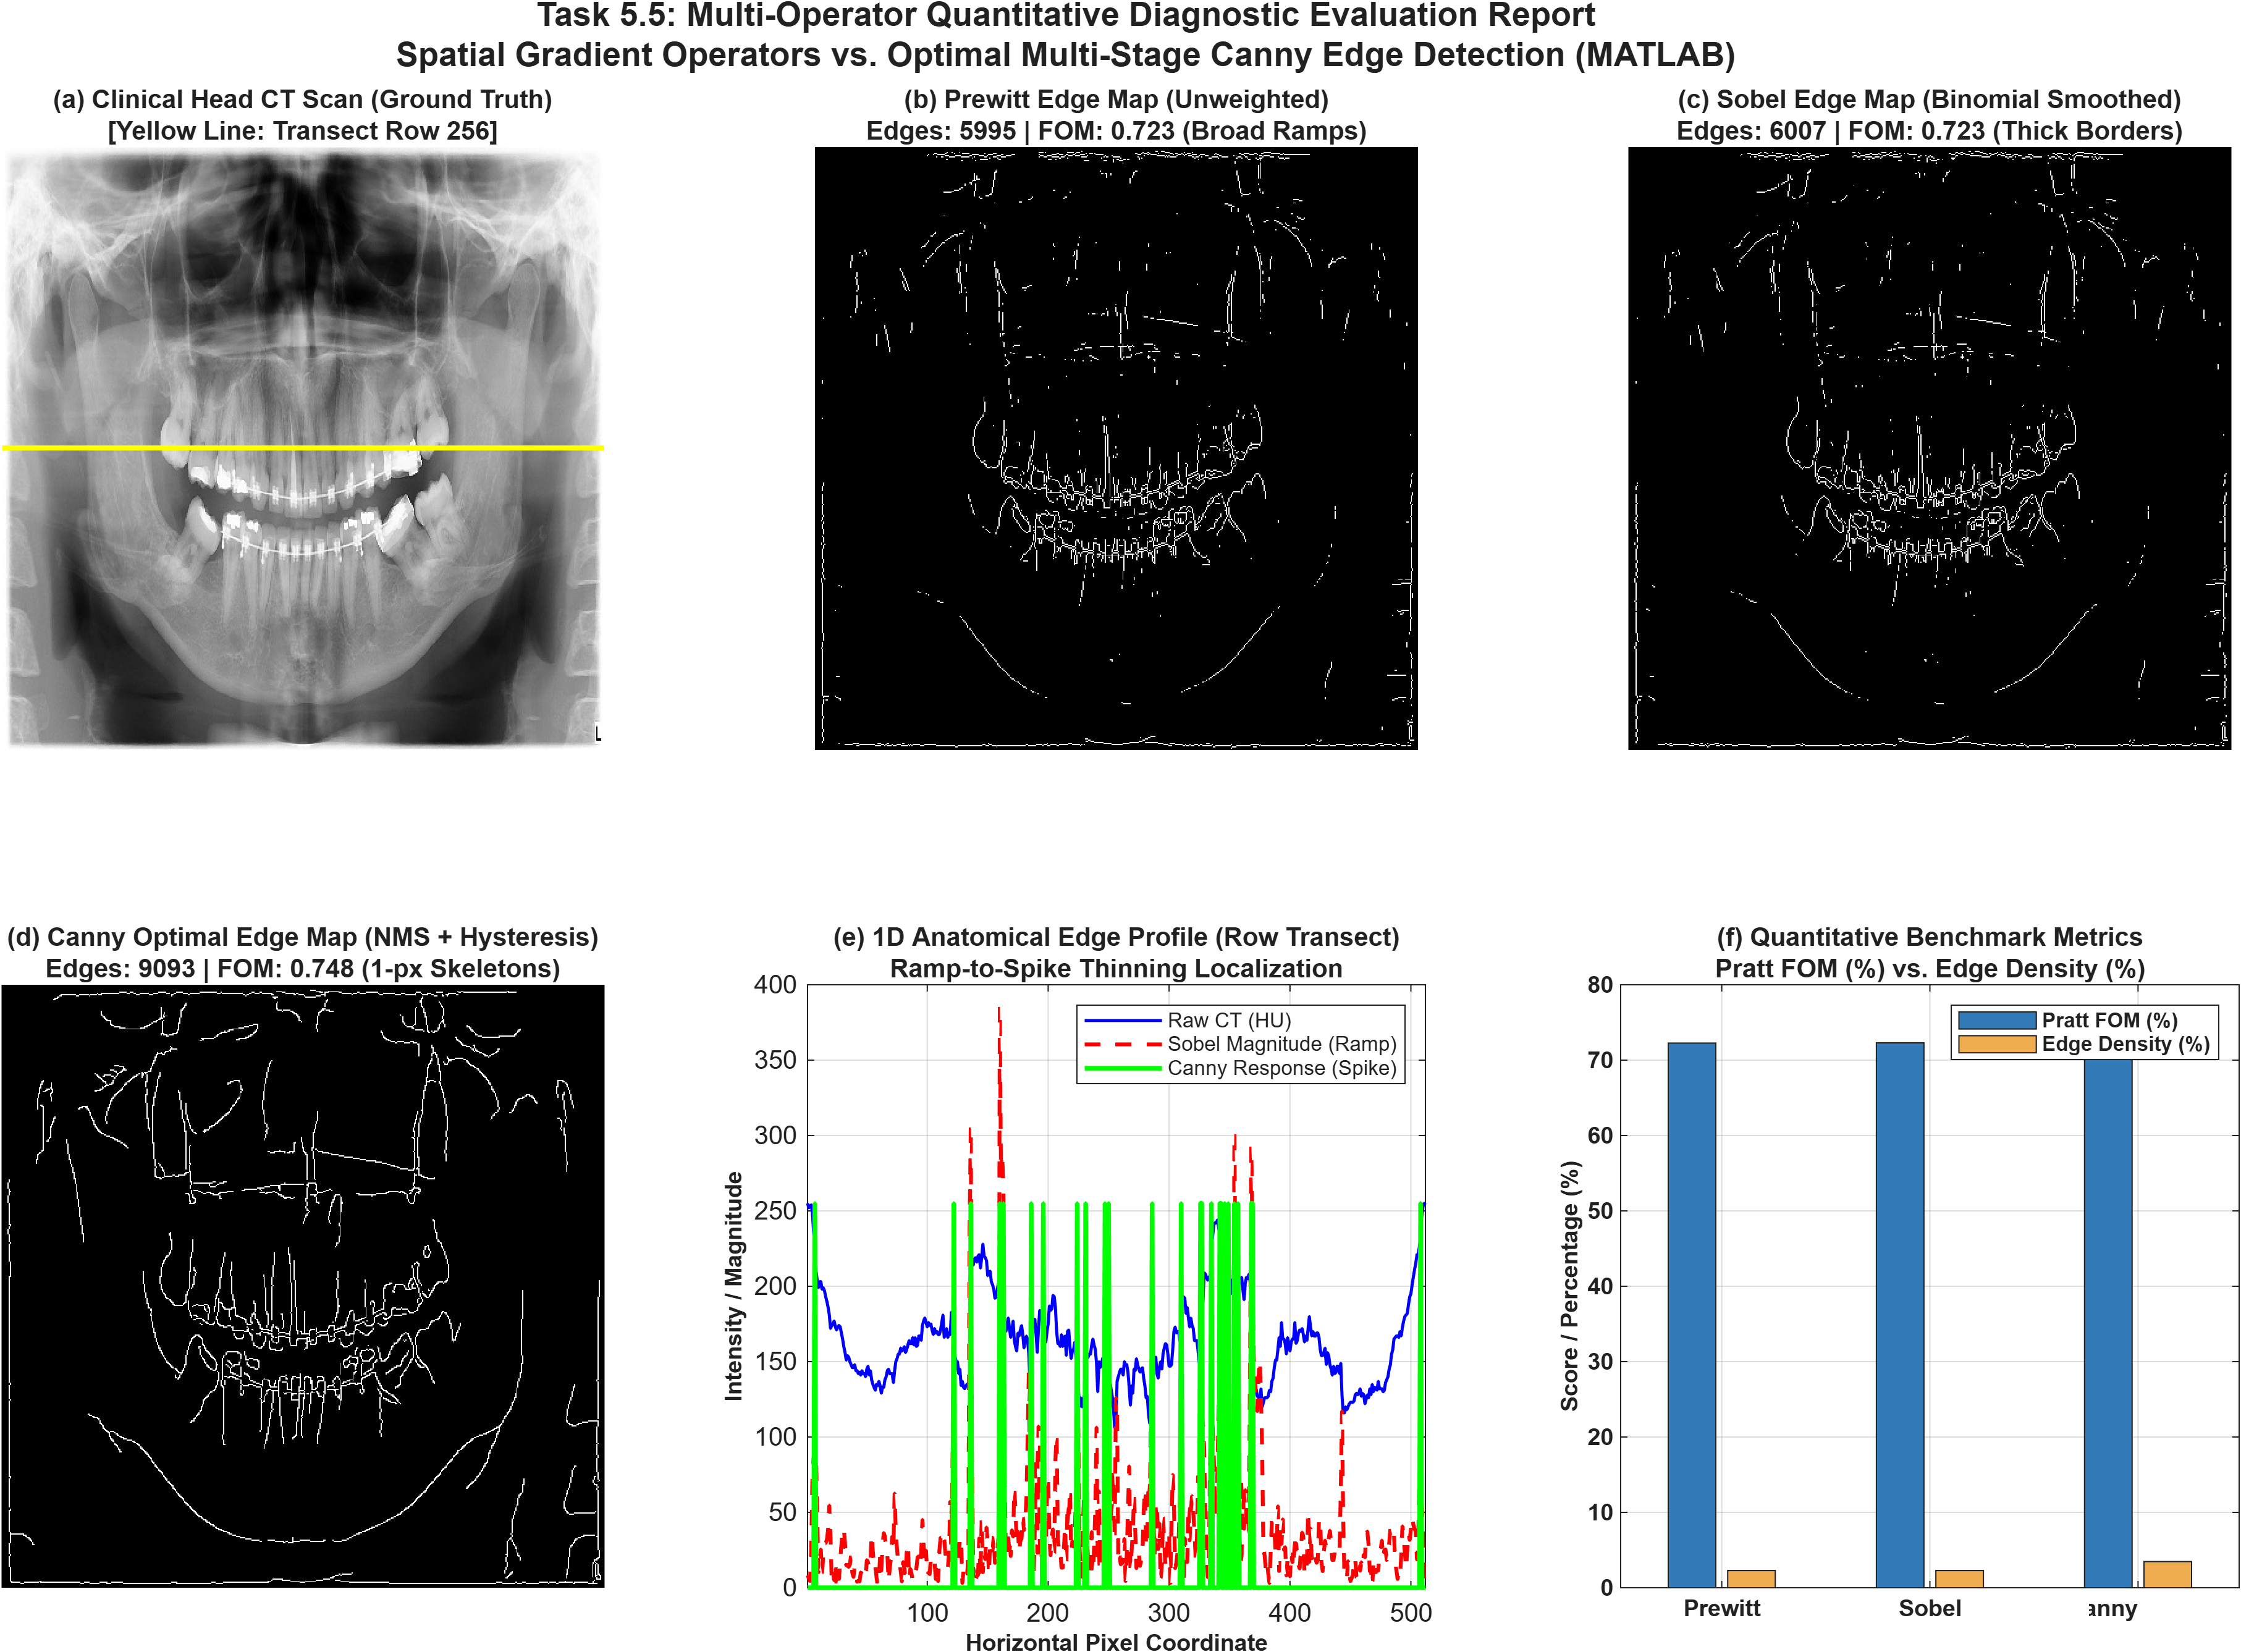 Task 5.5: Multi-Operator Quantitative Diagnostic Evaluation Report
Spatial Gradient Operators vs. Optimal Multi-Stage Canny Edge Detection (MATLAB)
(a) Clinical Head CT Scan (Ground Truth)
[Yellow Line: Transect Row 256]
L
(b) Prewitt Edge Map (Unweighted)
Edges: 5995 | FOM: 0.723 (Broad Ramps)
(c) Sobel Edge Map (Binomial Smoothed)
Edges: 6007 | FOM: 0.723 (Thick Borders)
(d) Canny Optimal Edge Map (NMS + Hysteresis)
Edges: 9093 | FOM: 0.748 (1-px Skeletons)
(e) 1D Anatomical Edge Profile (Row Transect)
Ramp-to-Spike Thinning Localization
400
350
300
250
200
150
100
50
0
Intensity / Magnitude
Raw CT (HU)
Sobel Magnitude (Ramp)
Canny Response (Spike)
100 200 300 400 500
Horizontal Pixel Coordinate
(f) Quantitative Benchmark Metrics
Pratt FOM (%) vs. Edge Density (%)
80
70
60
50
40
30
20
10
0
Score / Percentage (%)
Pratt FOM (%)
Edge Density (%)
Prewitt Sobel anny